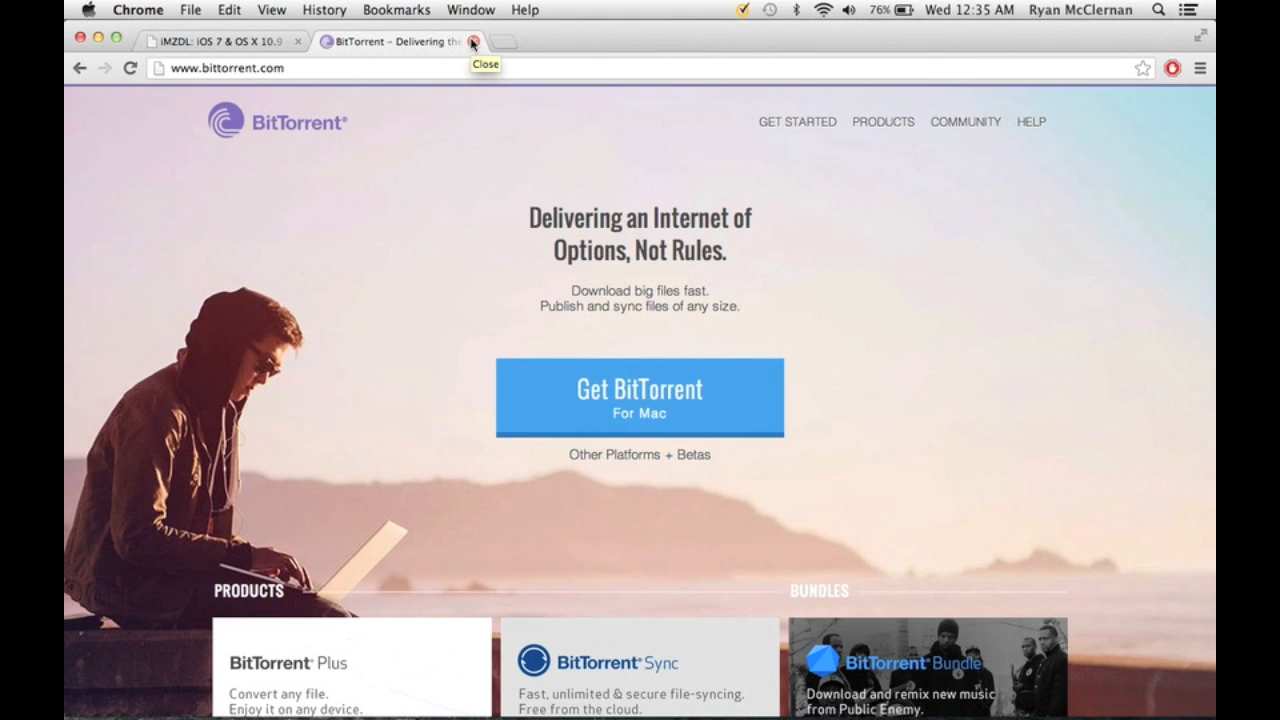 Chrome File Edit View History Bookmarks Window Help 76% Wed 12:35 AM Ryan McClernan
iMZDL: iOS 7 & OS X 10.9 BitTorrent – Delivering the
Close
www.bittorrent.com
BitTorrent® GET STARTED PRODUCTS COMMUNITY HELP
Delivering an Internet of
Options, Not Rules.
Download big files fast.
Publish and sync files of any size.
Get BitTorrent
For Mac
Other Platforms + Betas
PRODUCTS BUNDLES
BitTorrent® Plus
Convert any file.
Enjoy it on any device.
BitTorrent® Sync
Fast, unlimited & secure file-syncing.
Free from the cloud.
BitTorrent® Bundle
Download and remix new music
from Public Enemy.